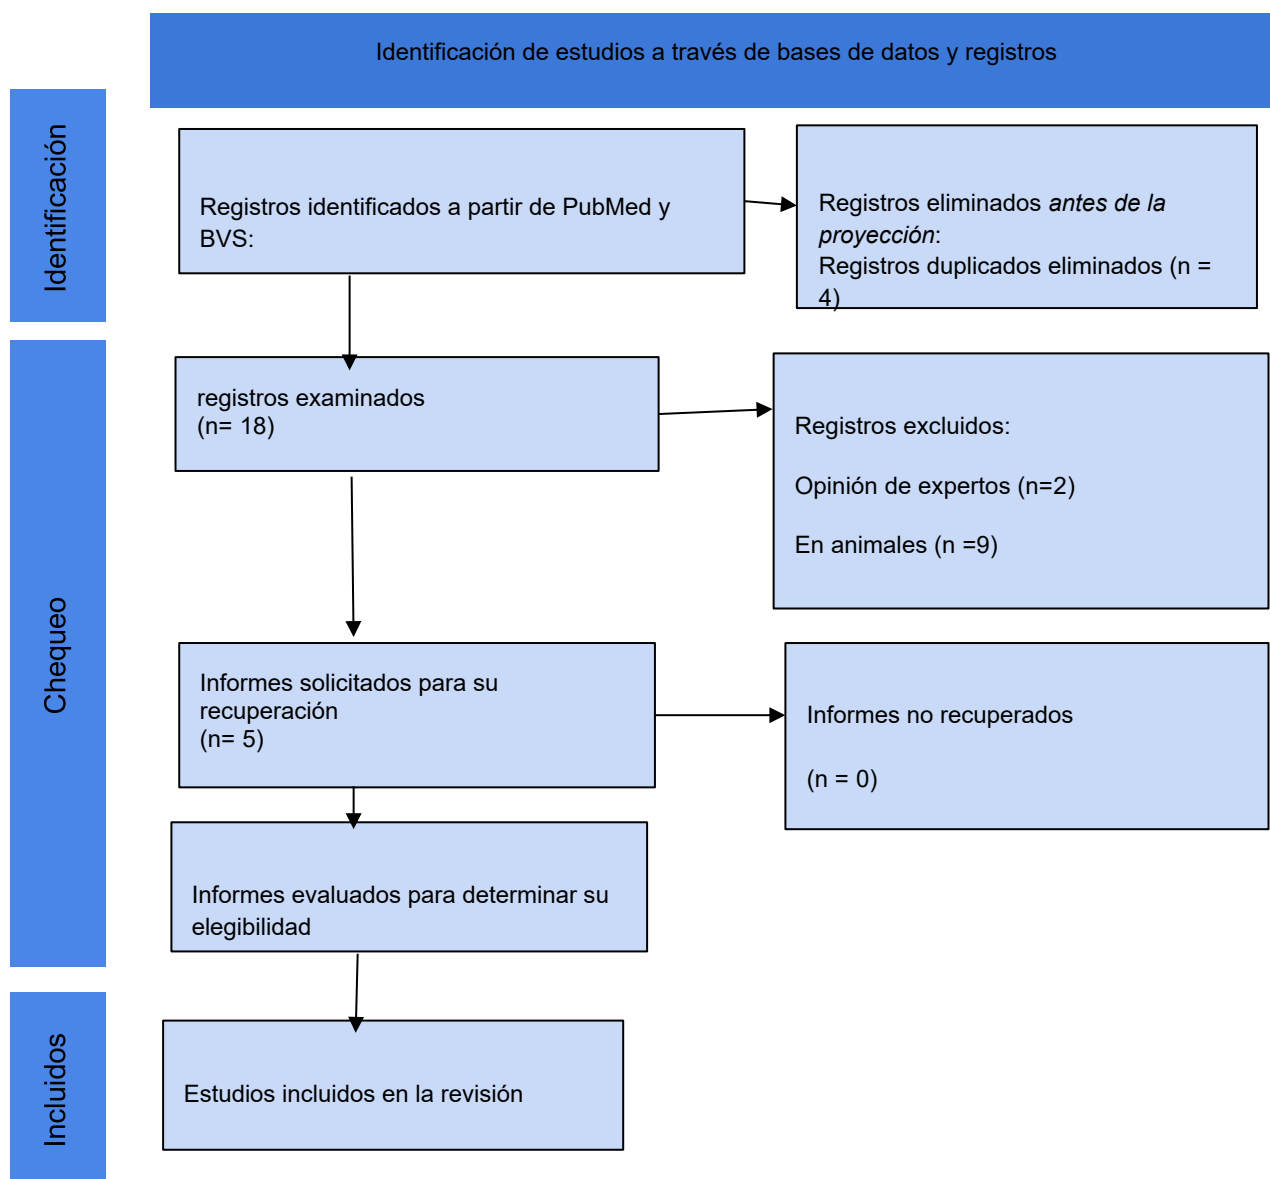 Identificación de estudios a través de bases de datos y registros
Identificación
Registros identificados a partir de PubMed y
BVS:
Registros eliminados antes de la
proyección:
Registros duplicados eliminados (n =
4)
Chequeo
registros examinados
(n= 18)
Registros excluidos:
Opinión de expertos (n=2)
En animales (n =9)
Informes solicitados para su
recuperación
(n= 5)
Informes no recuperados
(n = 0)
Informes evaluados para determinar su
elegibilidad
Incluidos
Estudios incluidos en la revisión